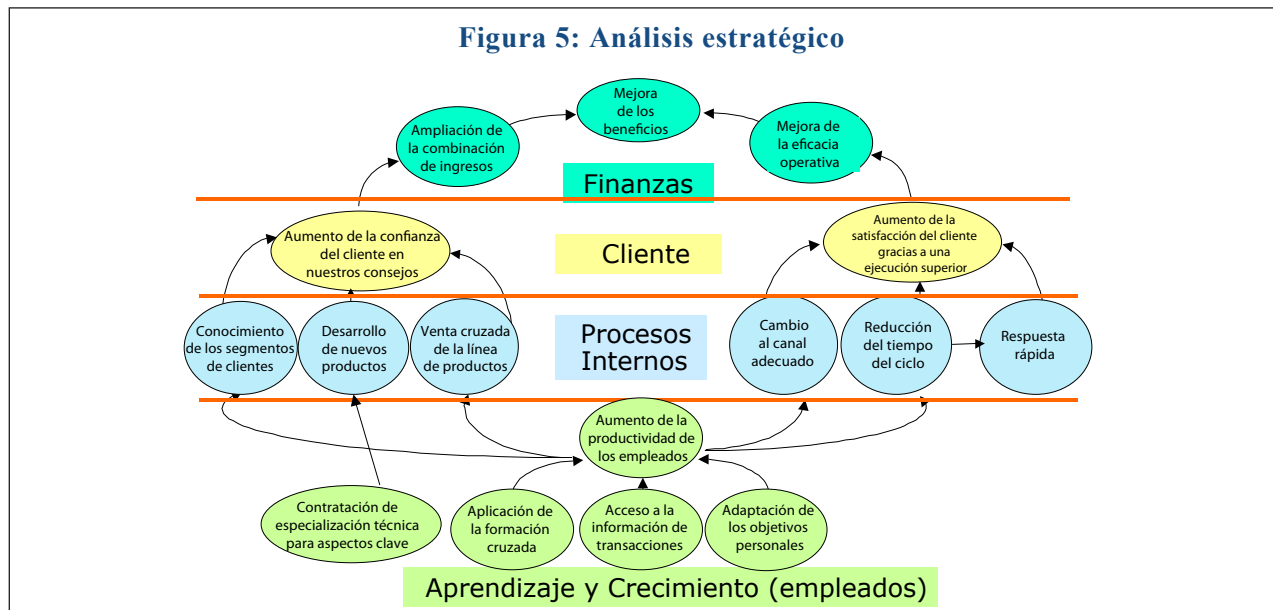 Figura 5: Análisis estratégico
Mejora
de los
beneficios
Ampliación de
la combinación
de ingresos
Mejora de
la eficacia
operativa
Finanzas
Aumento de la confianza
del cliente en
nuestros consejos
Cliente
Aumento de la
satisfacción del cliente
gracias a una
ejecución superior
Conocimiento
de los segmentos
de clientes
Desarrollo
de nuevos
productos
Venta cruzada
de la línea
de productos
Procesos
Internos
Cambio
al canal
adecuado
Reducción
del tiempo
del ciclo
Respuesta
rápida
Aumento de la
productividad de
los empleados
Contratación de
especialización técnica
para aspectos clave
Aplicación de
la formación
cruzada
Acceso a la
información de
transacciones
Adaptación de
los objetivos
personales
Aprendizaje y Crecimiento (empleados)